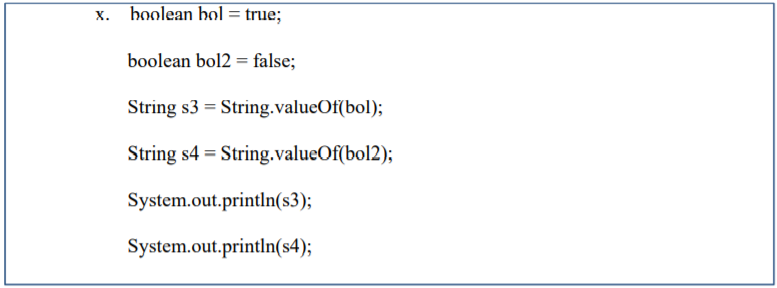 x. boolean bol = true;
boolean bol2 = false;
String s3 = String.valueOf(bol);
String s4 = String.valueOf(bol2);
System.out.println(s3);
System.out.println(s4);